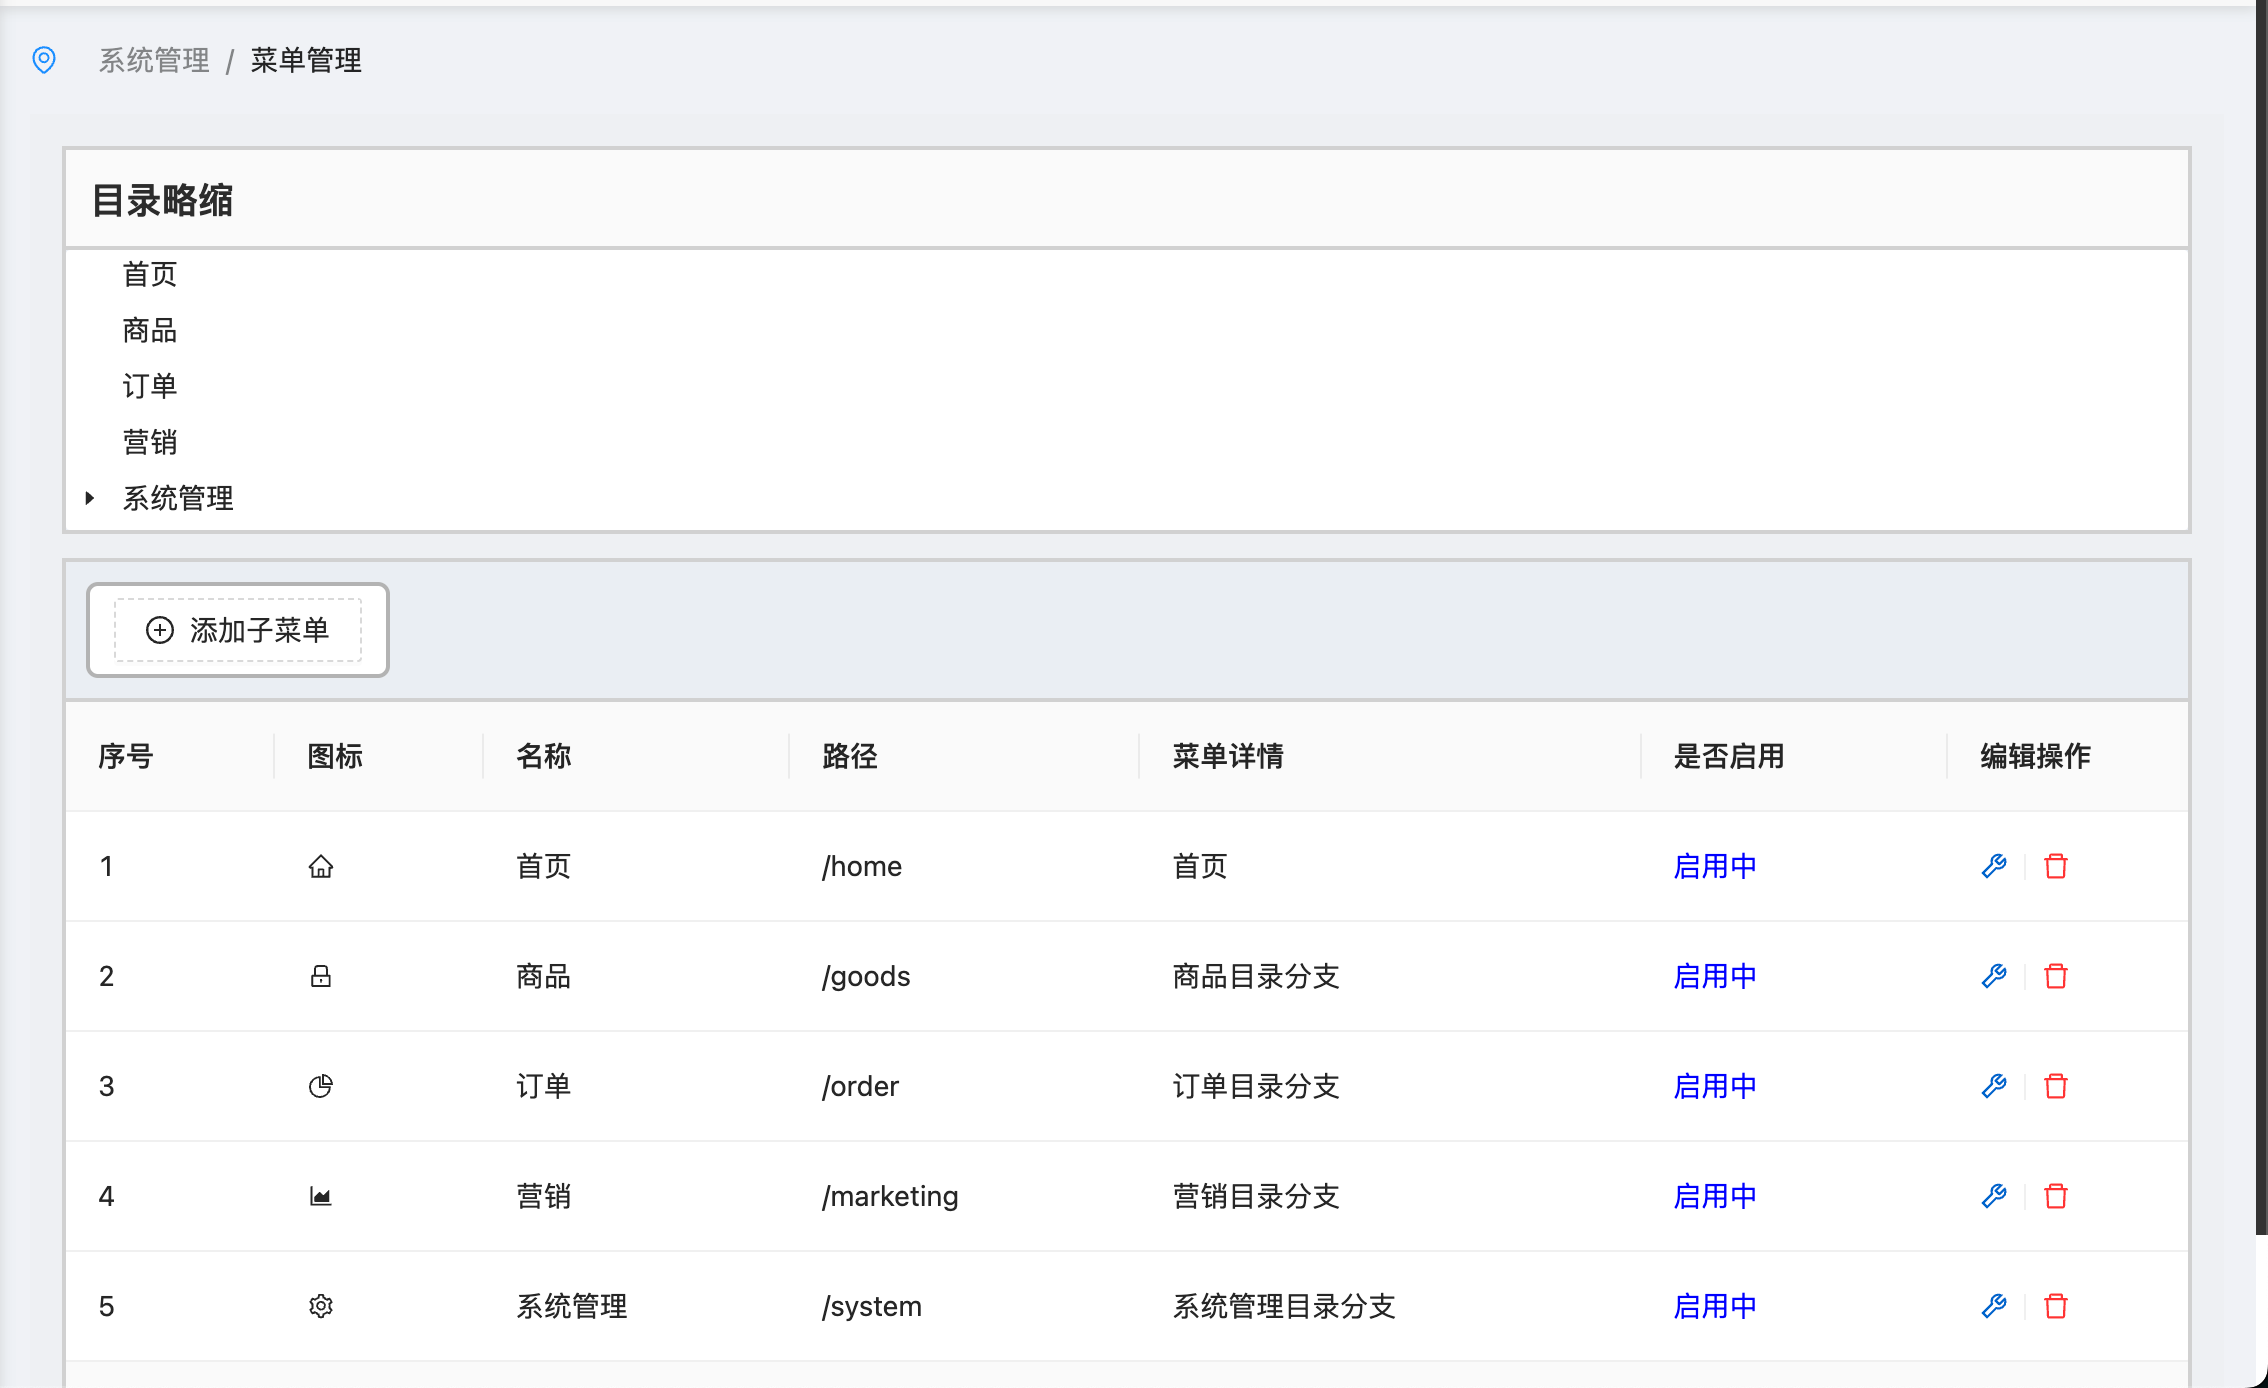 系统管理 / 菜单管理
目录略缩
首页
商品
订单
营销
系统管理
添加子菜单
序号 图标 名称 路径 菜单详情 是否启用 编辑操作
1 首页 /home 首页 启用中
2 商品 /goods 商品目录分支 启用中
3 订单 /order 订单目录分支 启用中
4 营销 /marketing 营销目录分支 启用中
5 系统管理 /system 系统管理目录分支 启用中